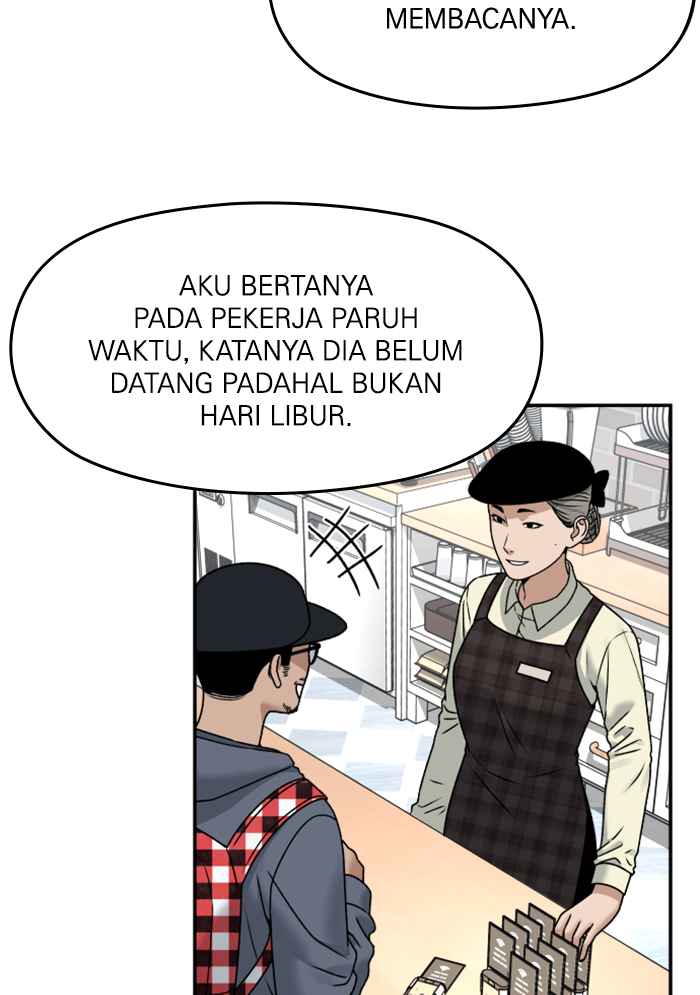 MEMBACANYA.
AKU BERTANYA
PADA PEKERJA PARUH
WAKTU, KATANYA DIA BELUM
DATANG PADAHAL BUKAN
HARI LIBUR.